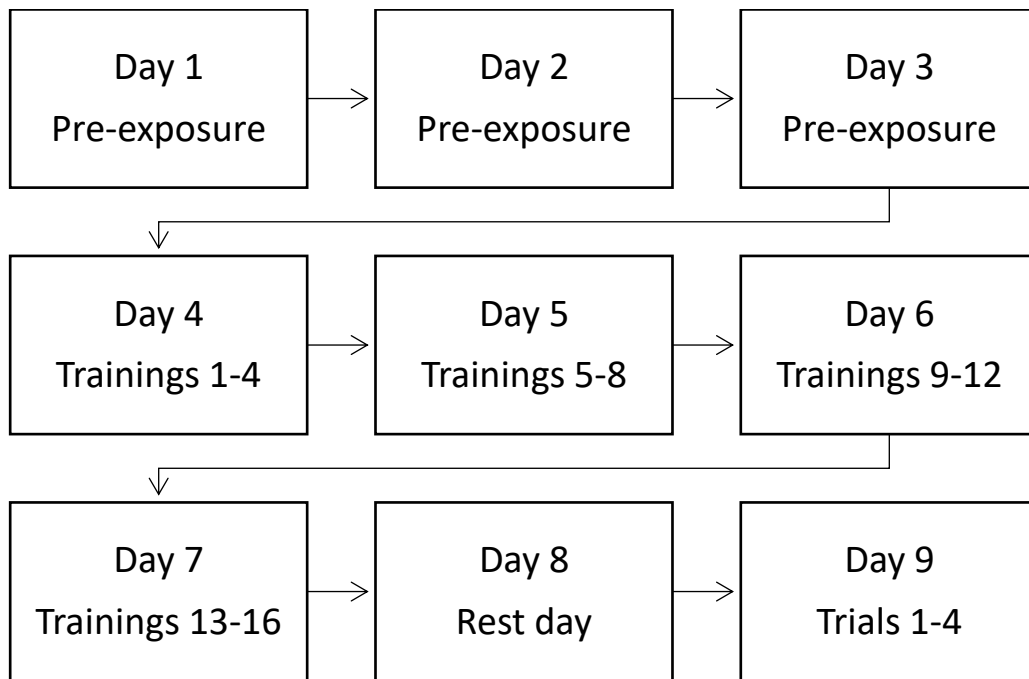 Day 1
Pre-exposure
Day 2
Pre-exposure
Day 3
Pre-exposure
Day 4
Trainings 1-4
Day 5
Trainings 5-8
Day 6
Trainings 9-12
Day 7
Trainings 13-16
Day 8
Rest day
Day 9
Trials 1-4